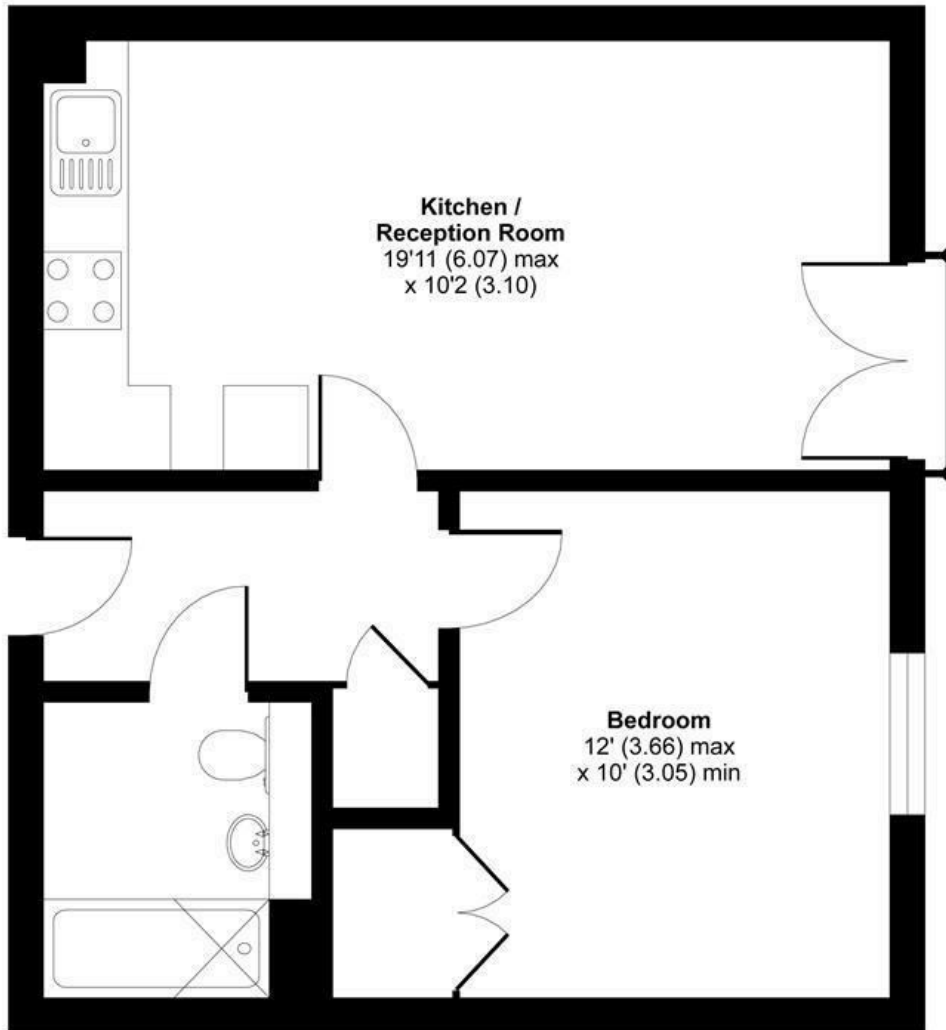 Kitchen /
Reception Room
19'11 (6.07) max
x 10'2 (3.10)
Bedroom
12' (3.66) max
x 10' (3.05) min